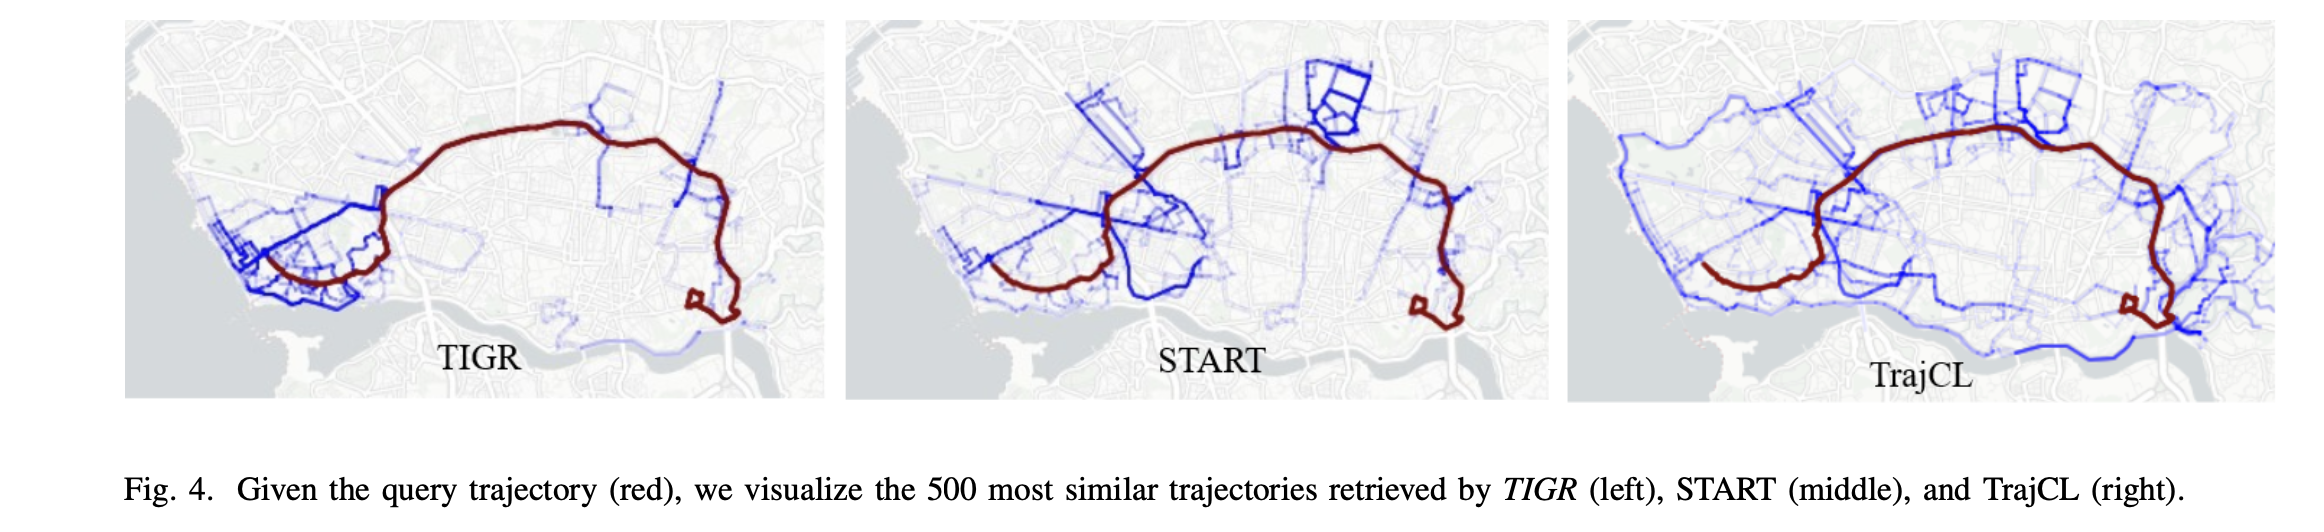 TIGR
START
TrajCL
Fig. 4. Given the query trajectory (red), we visualize the 500 most similar trajectories retrieved by TIGR (left), START (middle), and TrajCL (right).